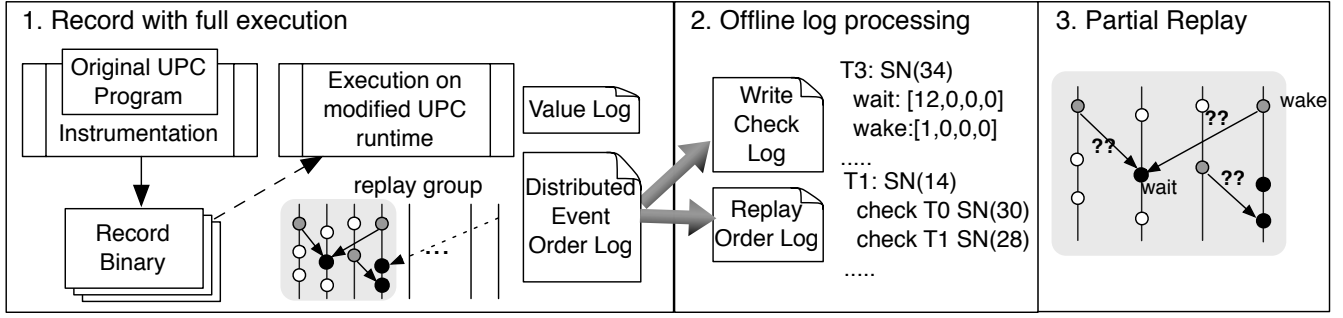 1. Record with full execution
Original UPC
Program
Instrumentation
Record
Binary
Execution on
modified UPC
runtime
replay group
...
Value Log
Distributed
Event
Order Log
2. Offline log processing
Write
Check
Log
Replay
Order Log
T3: SN(34)
wait: [12,0,0,0]
wake:[1,0,0,0]
.....
T1: SN(14)
check T0 SN(30)
check T1 SN(28)
.....
3. Partial Replay
wake
??
??
wait
??